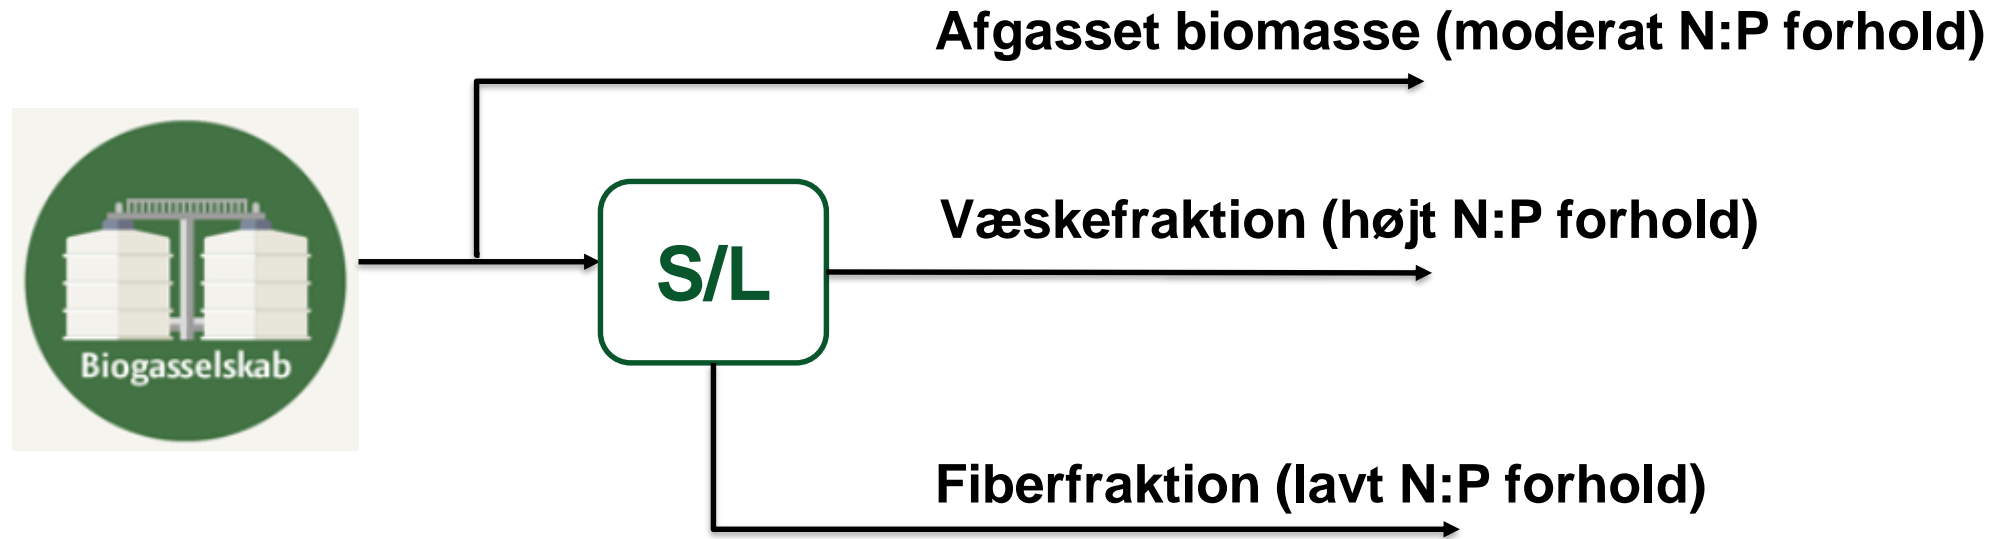 Afgasset biomasse (moderat N:P forhold)
Væskefraktion (højt N:P forhold)
S/L
Biogasselskab
Fiberfraktion (lavt N:P forhold)